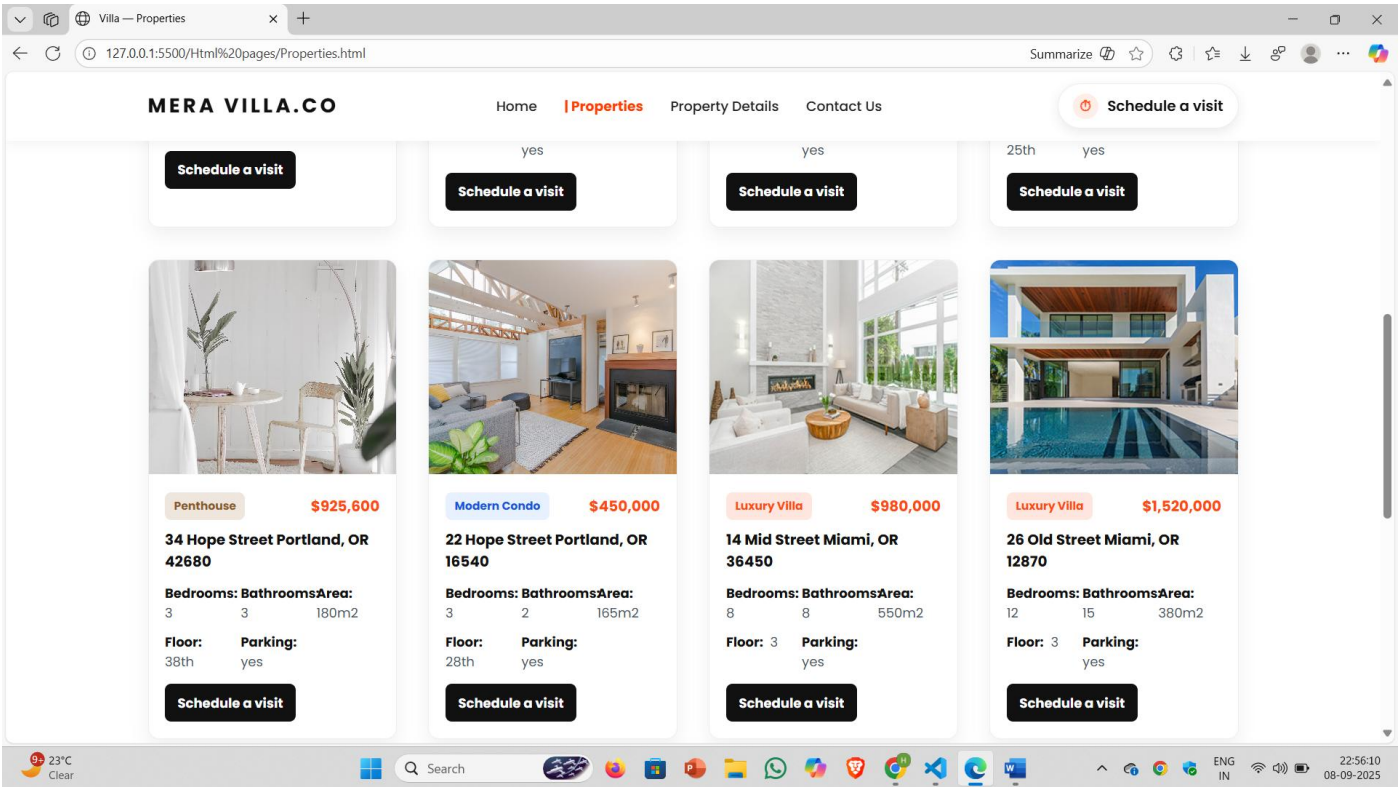 Villa — Properties
127.0.0.1:5500/Html%20pages/Properties.html
Summarize
MERA VILLA.CO
Home
| Properties
Property Details
Contact Us
Schedule a visit
yes
yes
25th yes
Schedule a visit
Schedule a visit
Schedule a visit
Schedule a visit
Penthouse $925,600
34 Hope Street Portland, OR
42680
Bedrooms: Bathrooms: Area:
3 3 180m2
Floor: Parking:
38th yes
Schedule a visit
Modern Condo $450,000
22 Hope Street Portland, OR
16540
Bedrooms: Bathrooms: Area:
3 2 165m2
Floor: Parking:
28th yes
Schedule a visit
Luxury Villa $980,000
14 Mid Street Miami, OR
36450
Bedrooms: Bathrooms: Area:
8 8 550m2
Floor: 3 Parking:
yes
Schedule a visit
Luxury Villa $1,520,000
26 Old Street Miami, OR
12870
Bedrooms: Bathrooms: Area:
12 15 380m2
Floor: 3 Parking:
yes
Schedule a visit
9+
23°C
Clear
Search
H
ENG
IN
22:56:10
08-09-2025